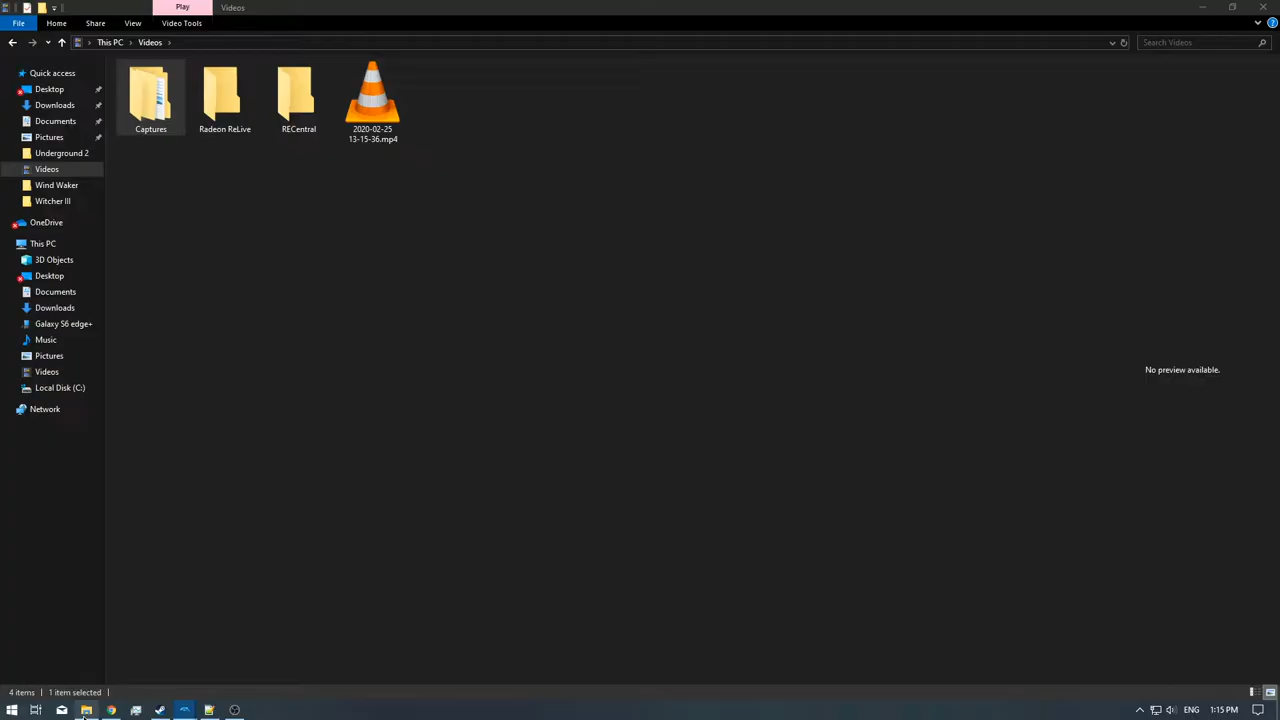 Play
Videos
File
Home
Share
View
Video Tools
This PC
Videos
Search Videos
Quick access
Desktop
Downloads
Documents
Pictures
Underground 2
Videos
Wind Waker
Witcher III
OneDrive
This PC
3D Objects
Desktop
Documents
Downloads
Galaxy S6 edge+
Music
Pictures
Videos
Local Disk (C:)
Network
Captures
Radeon ReLive
RECentral
2020-02-25
13-15-36.mp4
No preview available.
4 items
1 item selected
ENG
1:15 PM